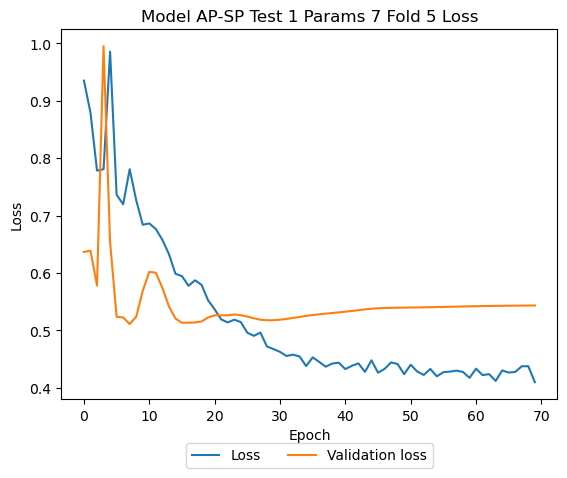 Model AP-SP Test 1 Params 7 Fold 5 Loss
1.0
0.9
0.8
0.7
0.6
0.5
0.4
Loss
0 10 20 30 40 50 60 70
Epoch
Loss Validation loss